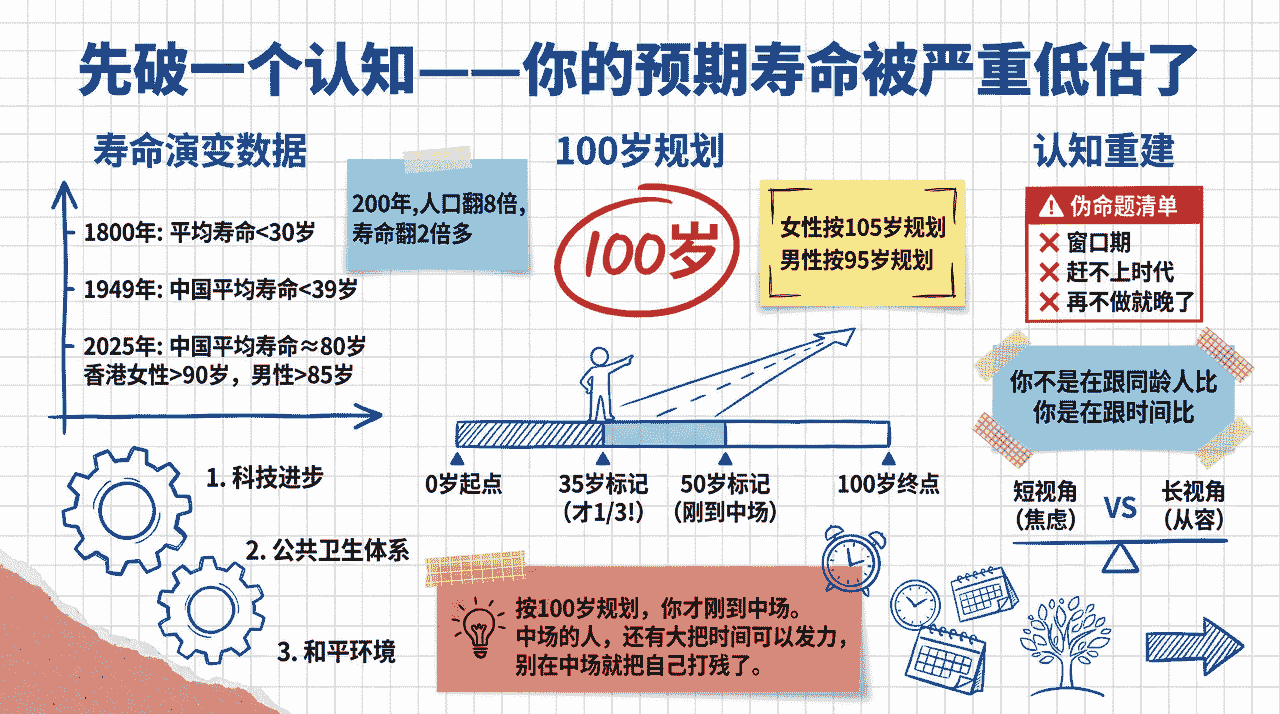 先破一个认知——你的预期寿命被严重低估了
寿命演变数据
1800年: 平均寿命<30岁
1949年: 中国平均寿命<39岁
2025年: 中国平均寿命≈80岁
香港女性>90岁，男性>85岁
200年,人口翻8倍,
寿命翻2倍多
1. 科技进步
2. 公共卫生体系
3. 和平环境
100岁规划
100岁
女性按105岁规划
男性按95岁规划
0岁起点
35岁标记
（才1/3!）
50岁标记
（刚到中场）
100岁终点
按100岁规划，你才刚到中场。
中场的人，还有大把时间可以发力，
别在中场就把自己打残了。
认知重建
伪命题清单
窗口期
赶不上时代
再不做就晚了
你不是在跟同龄人比
你是在跟时间比
短视角
（焦虑）
VS
长视角
（从容）